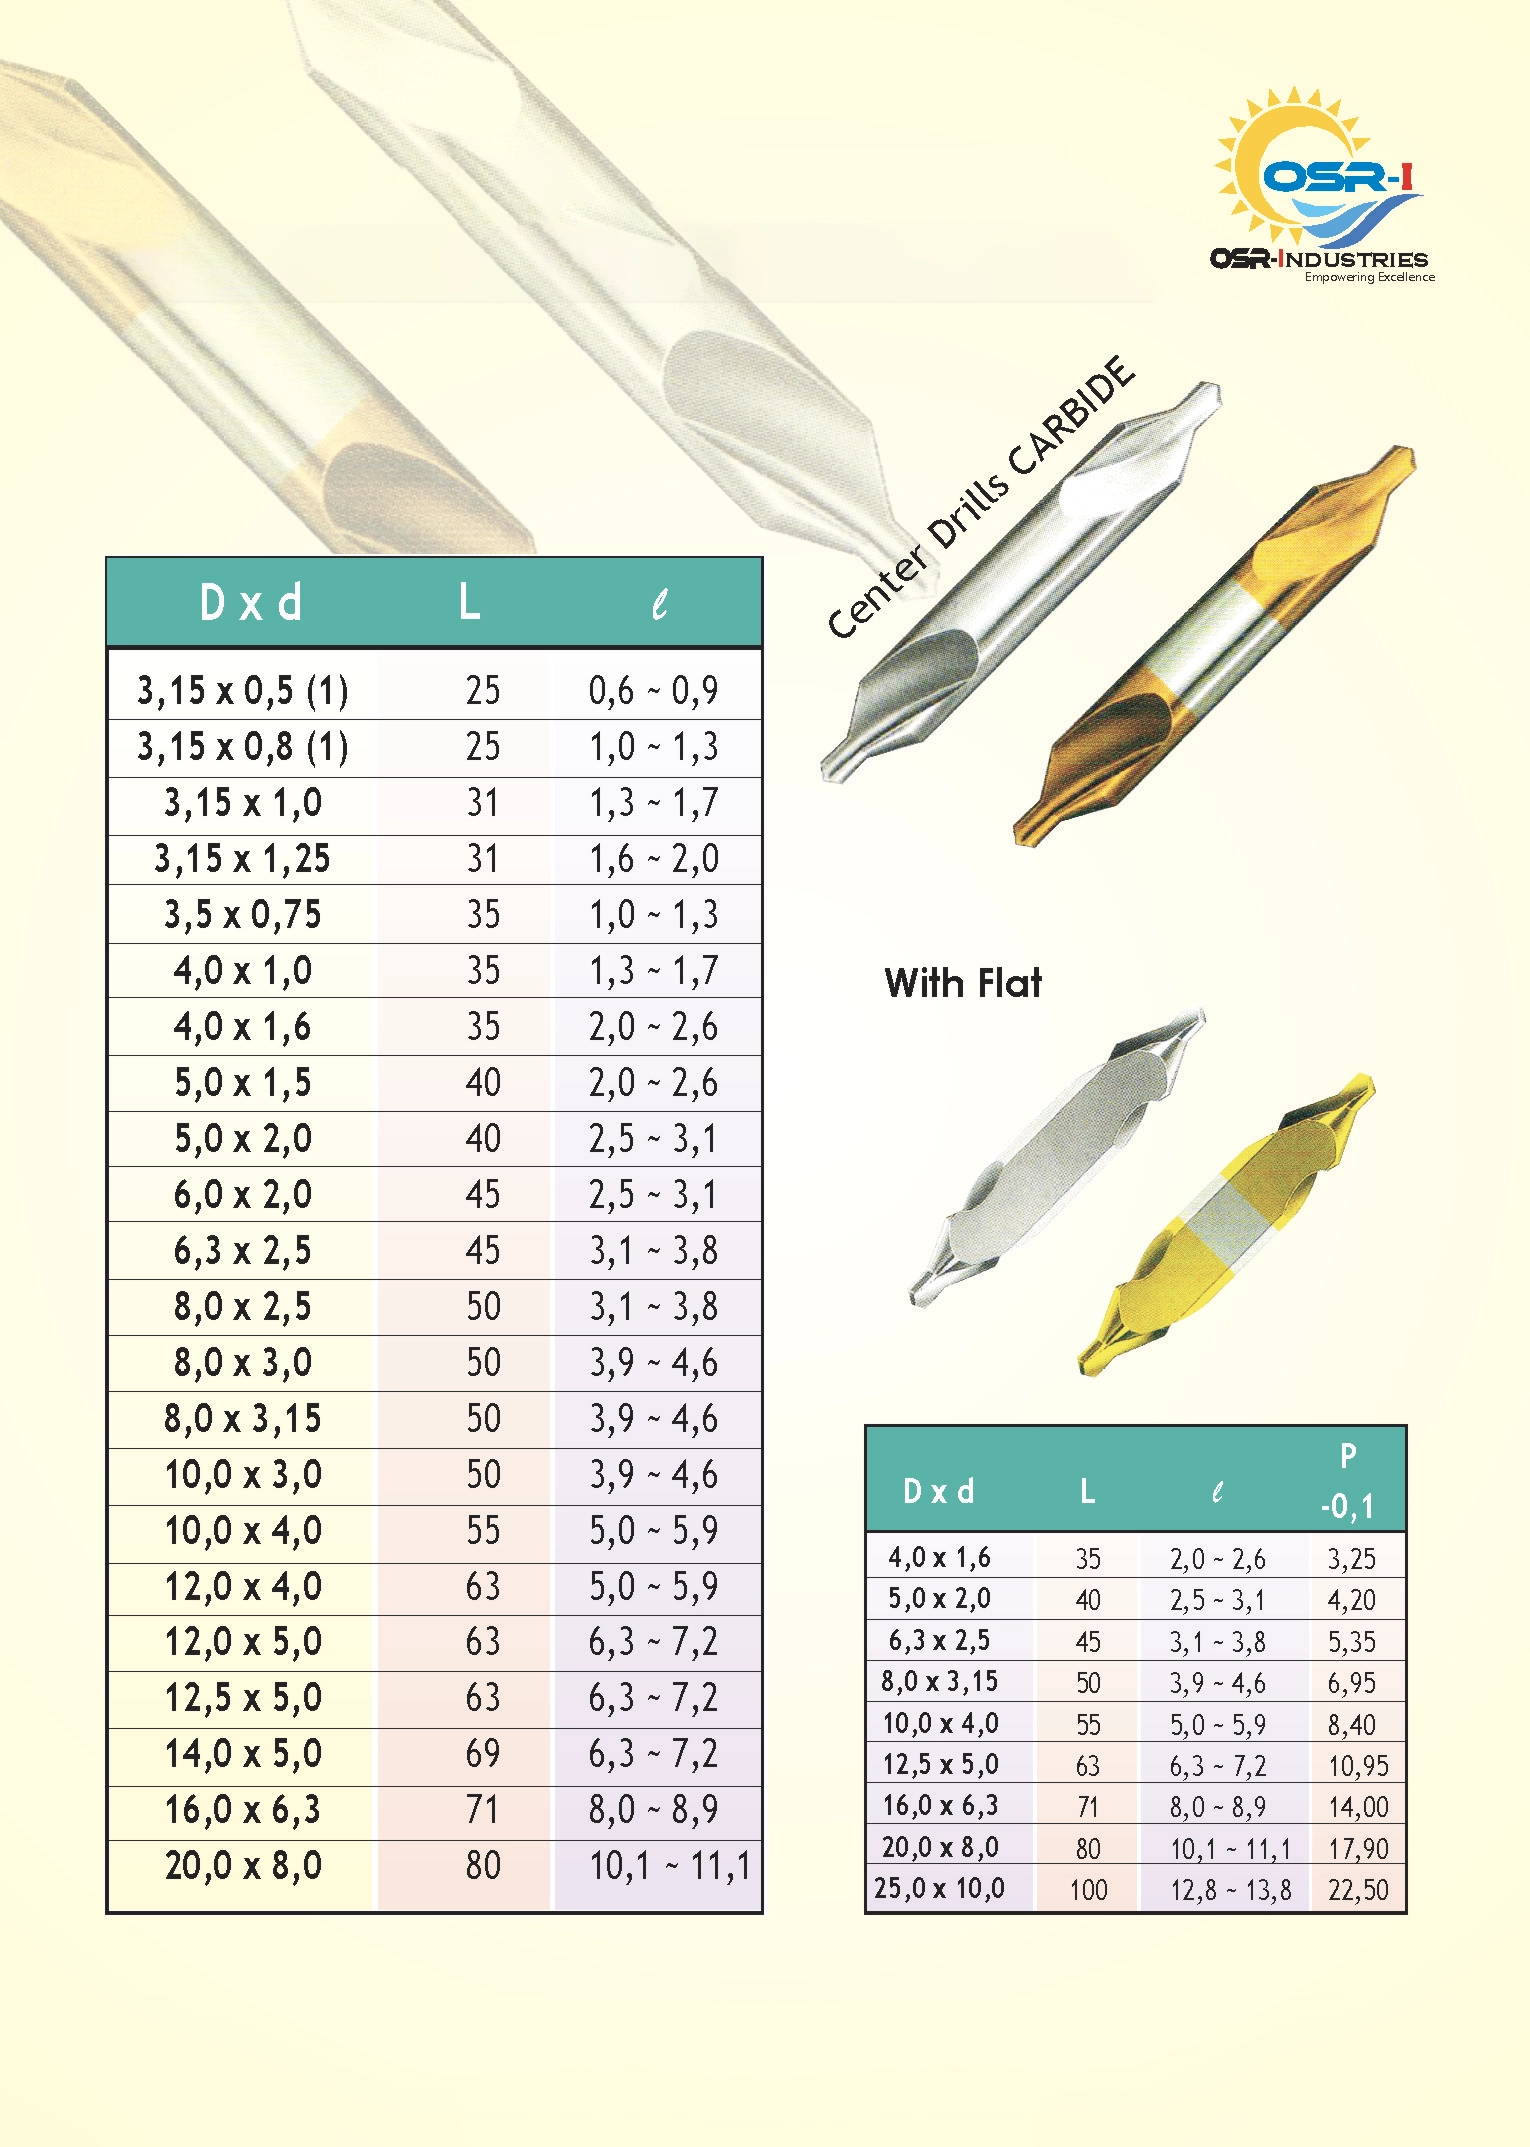 OSR-I
OSR-INDUSTRIES
Empowering Excellence
Center Drills CARBIDE
D x d L ℓ
3,15 x 0,5 (1) 25 0,6 ~ 0,9
3,15 x 0,8 (1) 25 1,0 ~ 1,3
3,15 x 1,0 31 1,3 ~ 1,7
3,15 x 1,25 31 1,6 ~ 2,0
3,5 x 0,75 35 1,0 ~ 1,3
4,0 x 1,0 35 1,3 ~ 1,7
4,0 x 1,6 35 2,0 ~ 2,6
5,0 x 1,5 40 2,0 ~ 2,6
5,0 x 2,0 40 2,5 ~ 3,1
6,0 x 2,0 45 2,5 ~ 3,1
6,3 x 2,5 45 3,1 ~ 3,8
8,0 x 2,5 50 3,1 ~ 3,8
8,0 x 3,0 50 3,9 ~ 4,6
8,0 x 3,15 50 3,9 ~ 4,6
10,0 x 3,0 50 3,9 ~ 4,6
10,0 x 4,0 55 5,0 ~ 5,9
12,0 x 4,0 63 5,0 ~ 5,9
12,0 x 5,0 63 6,3 ~ 7,2
12,5 x 5,0 63 6,3 ~ 7,2
14,0 x 5,0 69 6,3 ~ 7,2
16,0 x 6,3 71 8,0 ~ 8,9
20,0 x 8,0 80 10,1 ~ 11,1
With Flat
P
D x d L ℓ -0,1
4,0 x 1,6 35 2,0 ~ 2,6 3,25
5,0 x 2,0 40 2,5 ~ 3,1 4,20
6,3 x 2,5 45 3,1 ~ 3,8 5,35
8,0 x 3,15 50 3,9 ~ 4,6 6,95
10,0 x 4,0 55 5,0 ~ 5,9 8,40
12,5 x 5,0 63 6,3 ~ 7,2 10,95
16,0 x 6,3 71 8,0 ~ 8,9 14,00
20,0 x 8,0 80 10,1 ~ 11,1 17,90
25,0 x 10,0 100 12,8 ~ 13,8 22,50